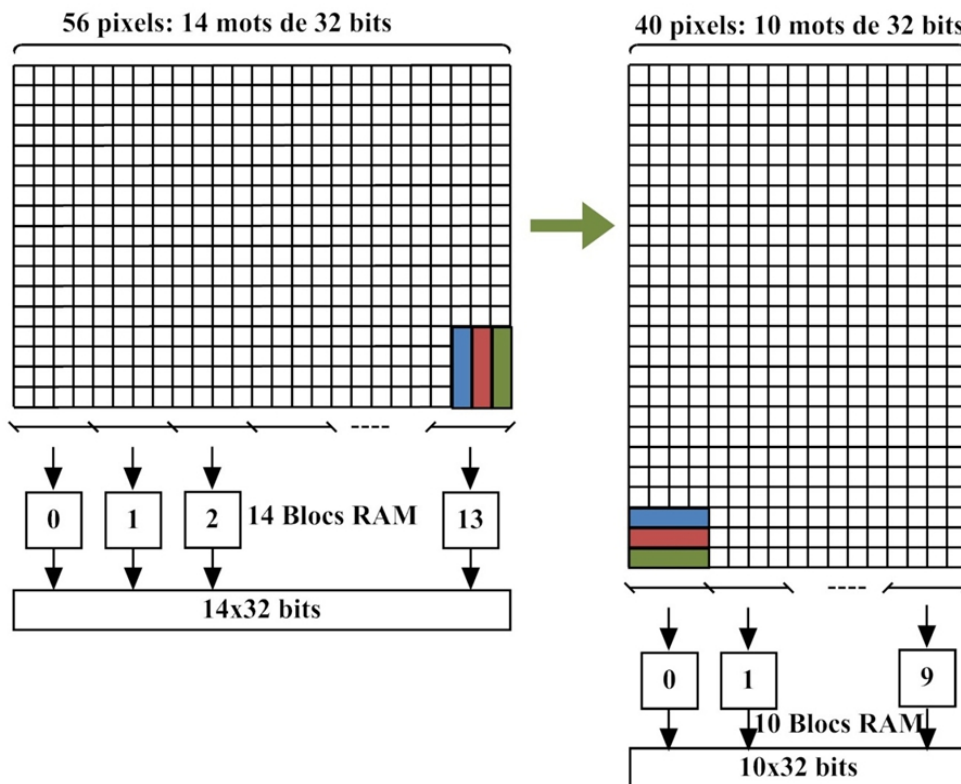 56 pixels: 14 mots de 32 bits
0
1
2
14 Blocs RAM
13
14x32 bits
40 pixels: 10 mots de 32 bits
0
1
9
10 Blocs RAM
10x32 bits